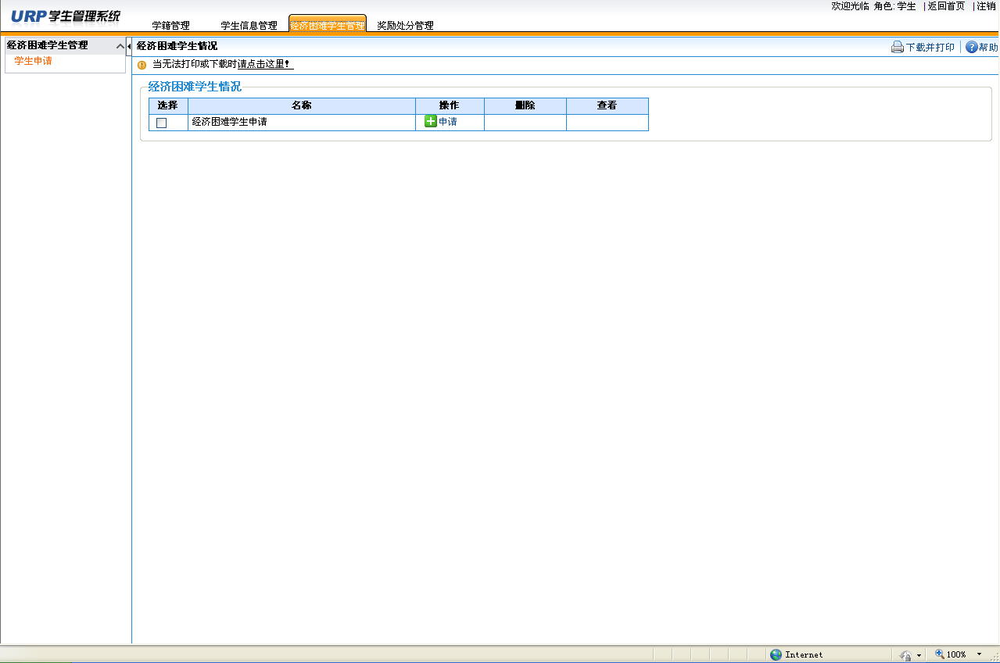 URP学生管理系统
欢迎光临 角色: 学生 |返回首页 |注销
学籍管理 学生信息管理 经济困难学生管理 奖励处分管理
经济困难学生管理
学生申请
经济困难学生情况
下载并打印 帮助
当无法打印或下载时请点击这里!
经济困难学生情况
选择 名称 操作 删除 查看
经济困难学生申请 申请
Internet 100%